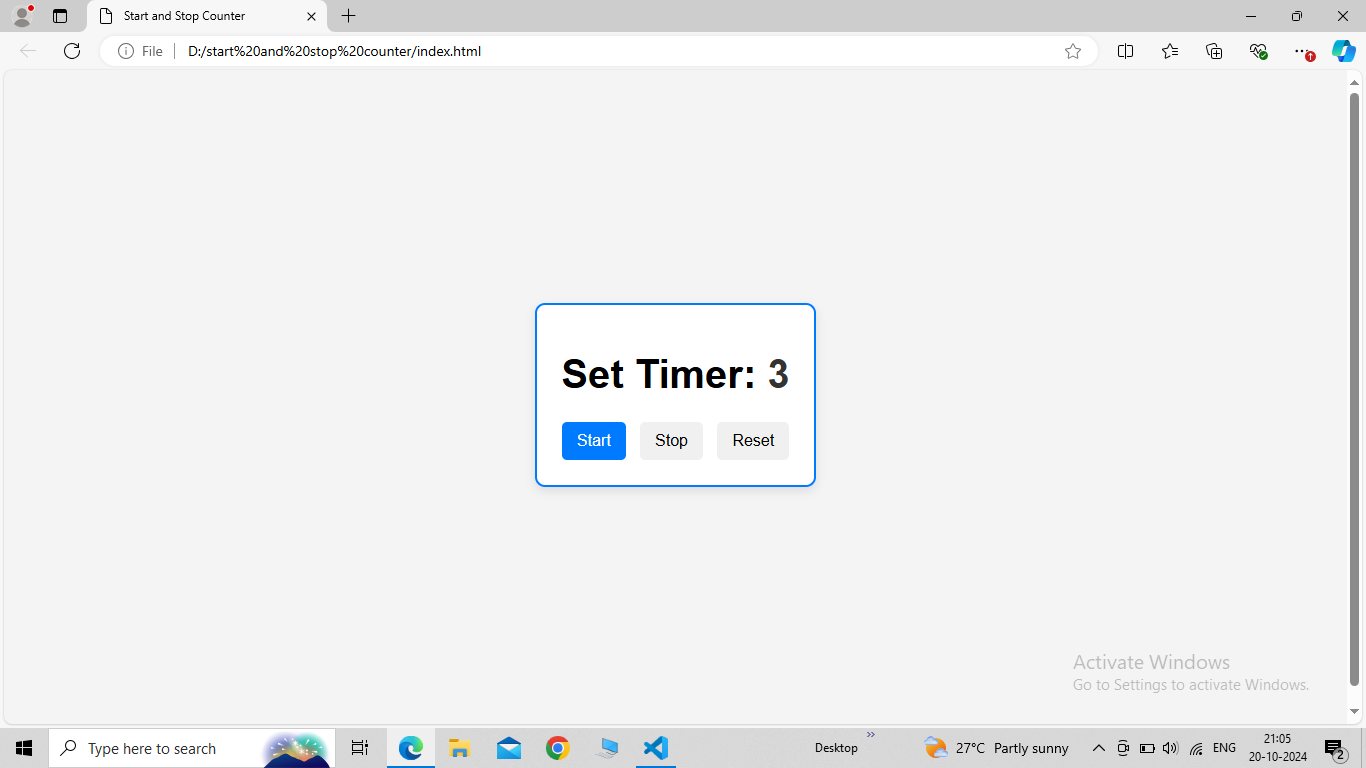 Start and Stop Counter
File D:/start%20and%20stop%20counter/index.html
Set Timer: 3
Start Stop Reset
Activate Windows
Go to Settings to activate Windows.
Type here to search Desktop 27°C Partly sunny ENG 21:05
20-10-2024 2